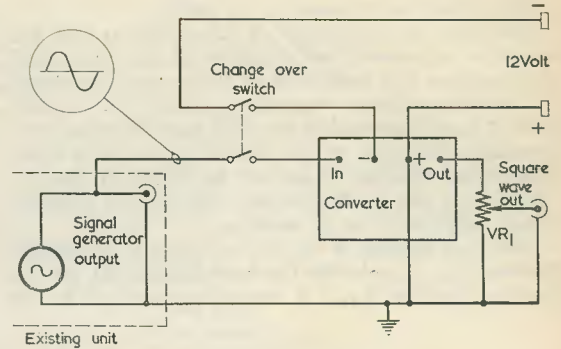 −
12Volt
+
Change over
switch
In
-
+
Out
Converter
Square
wave
out
VR1
Signal
generator
output
Existing unit